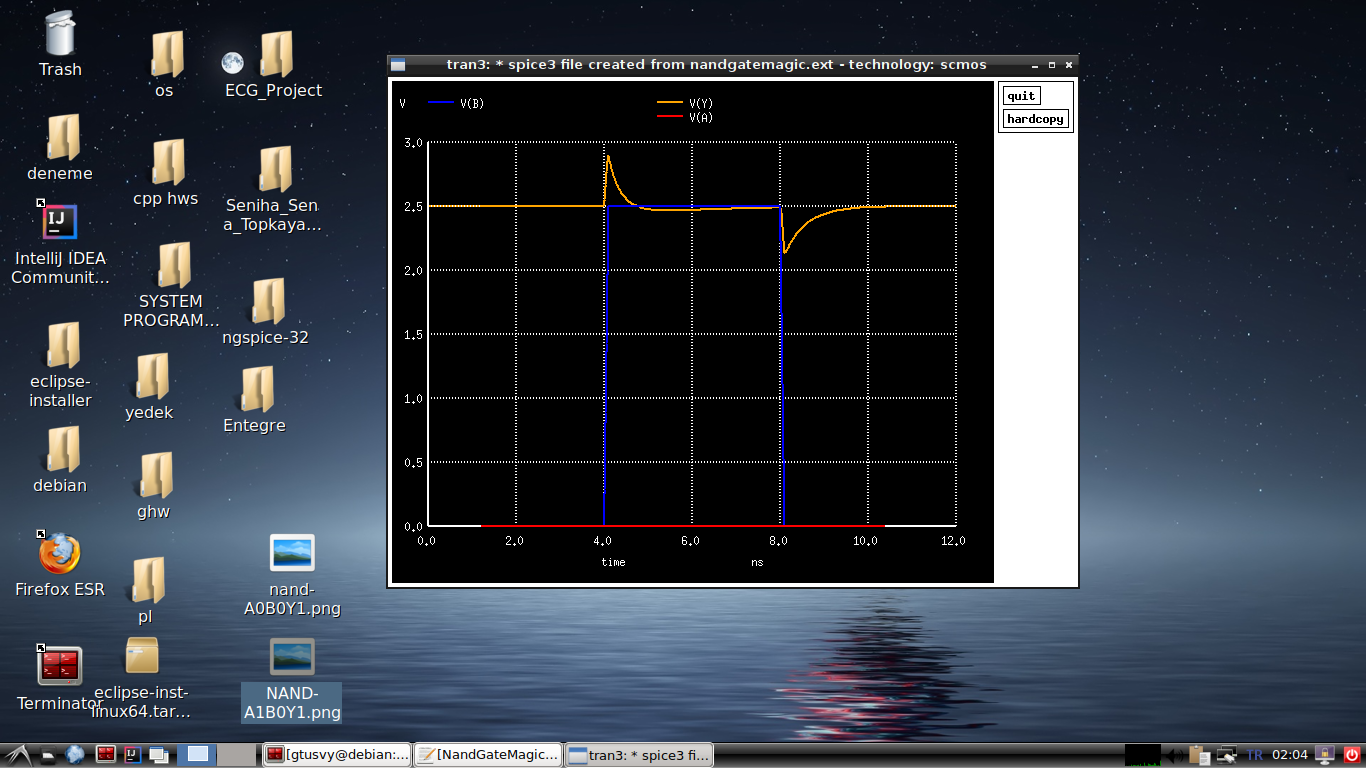 Trash
os
ECG_Project
deneme
cpp hws
Seniha_Sen
a_Topkaya...
IJ
IntelliJ IDEA
Communit...
SYSTEM
PROGRAM...
ngspice-32
eclipse-
installer
yedek
Entegre
debian
ghw
Firefox ESR
pl
nand-
A0B0Y1.png
Terminator
eclipse-inst-
linux64.tar...
NAND-
A1B0Y1.png
tran3: * spice3 file created from nandgatemagic.ext - technology: scmos
quit
hardcopy
V
V(B)
V(Y)
V(A)
3.0
2.5
2.0
1.5
1.0
0.5
0.0
0.0 2.0 4.0 6.0 8.0 10.0 12.0
time ns
[gtusvy@debian:...
[NandGateMagic...
tran3: * spice3 fi...
TR
02:04